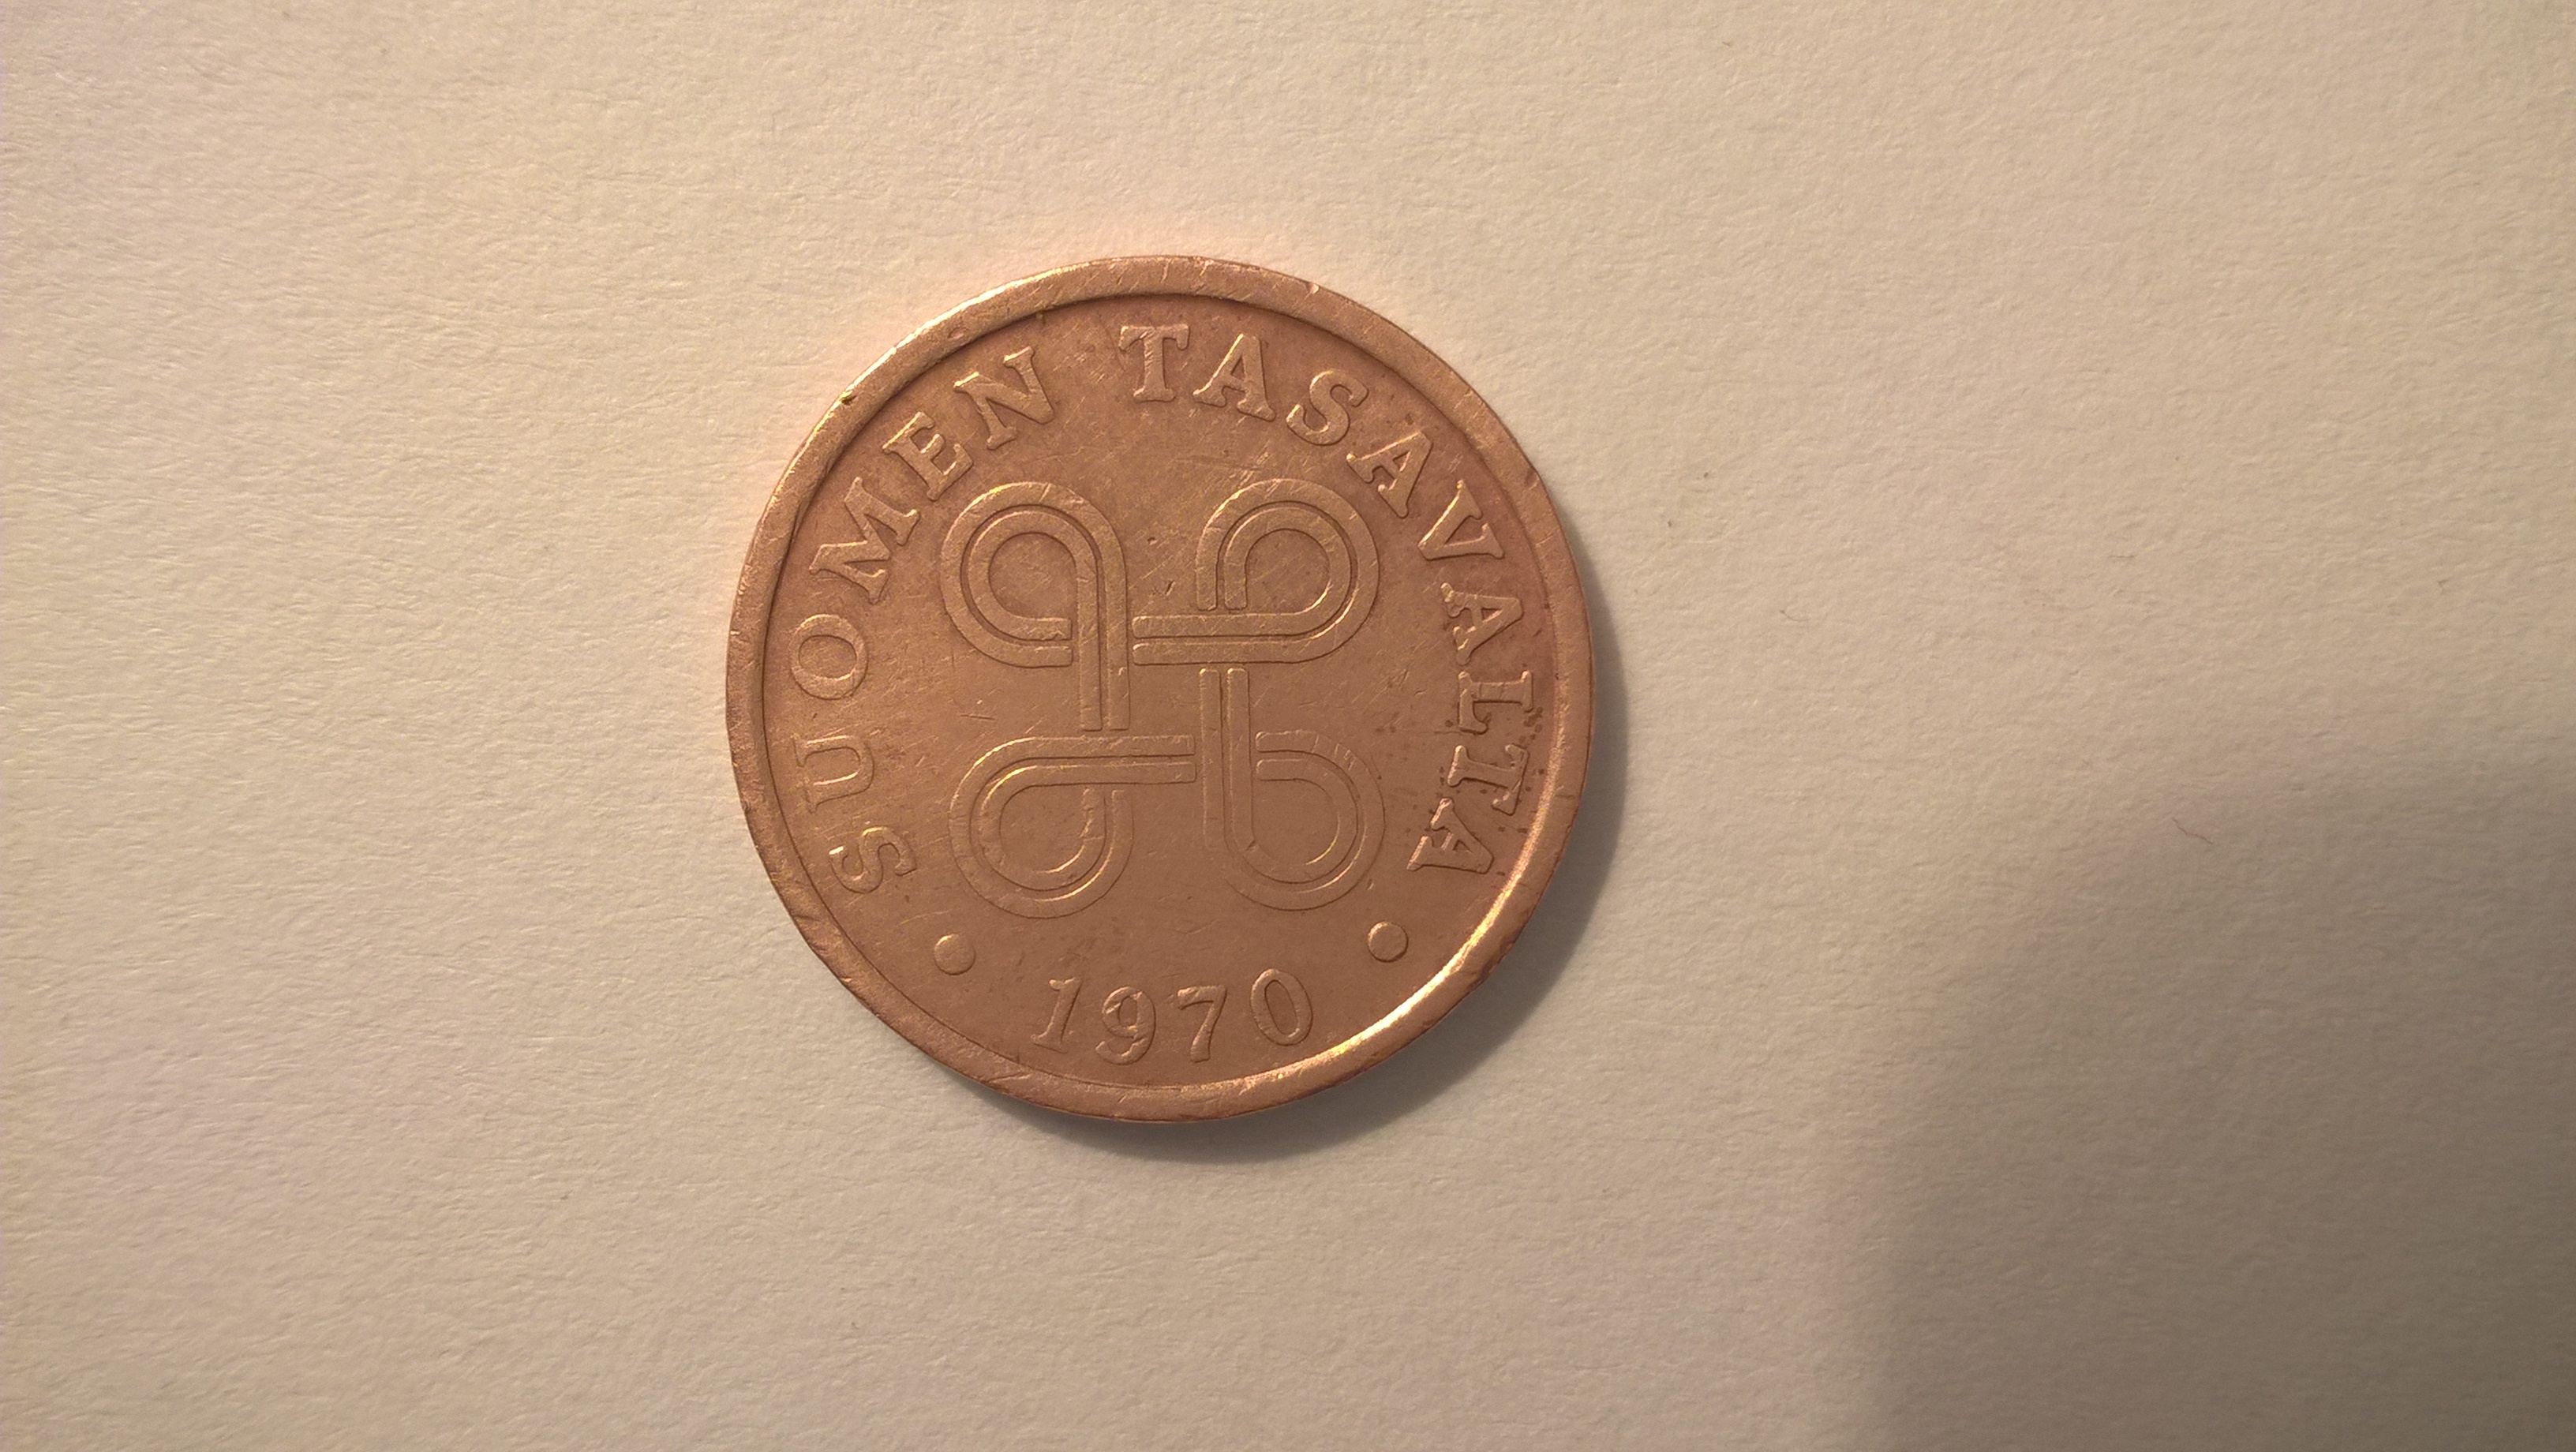 SUOMEN TASAVALTA
• 1970 •